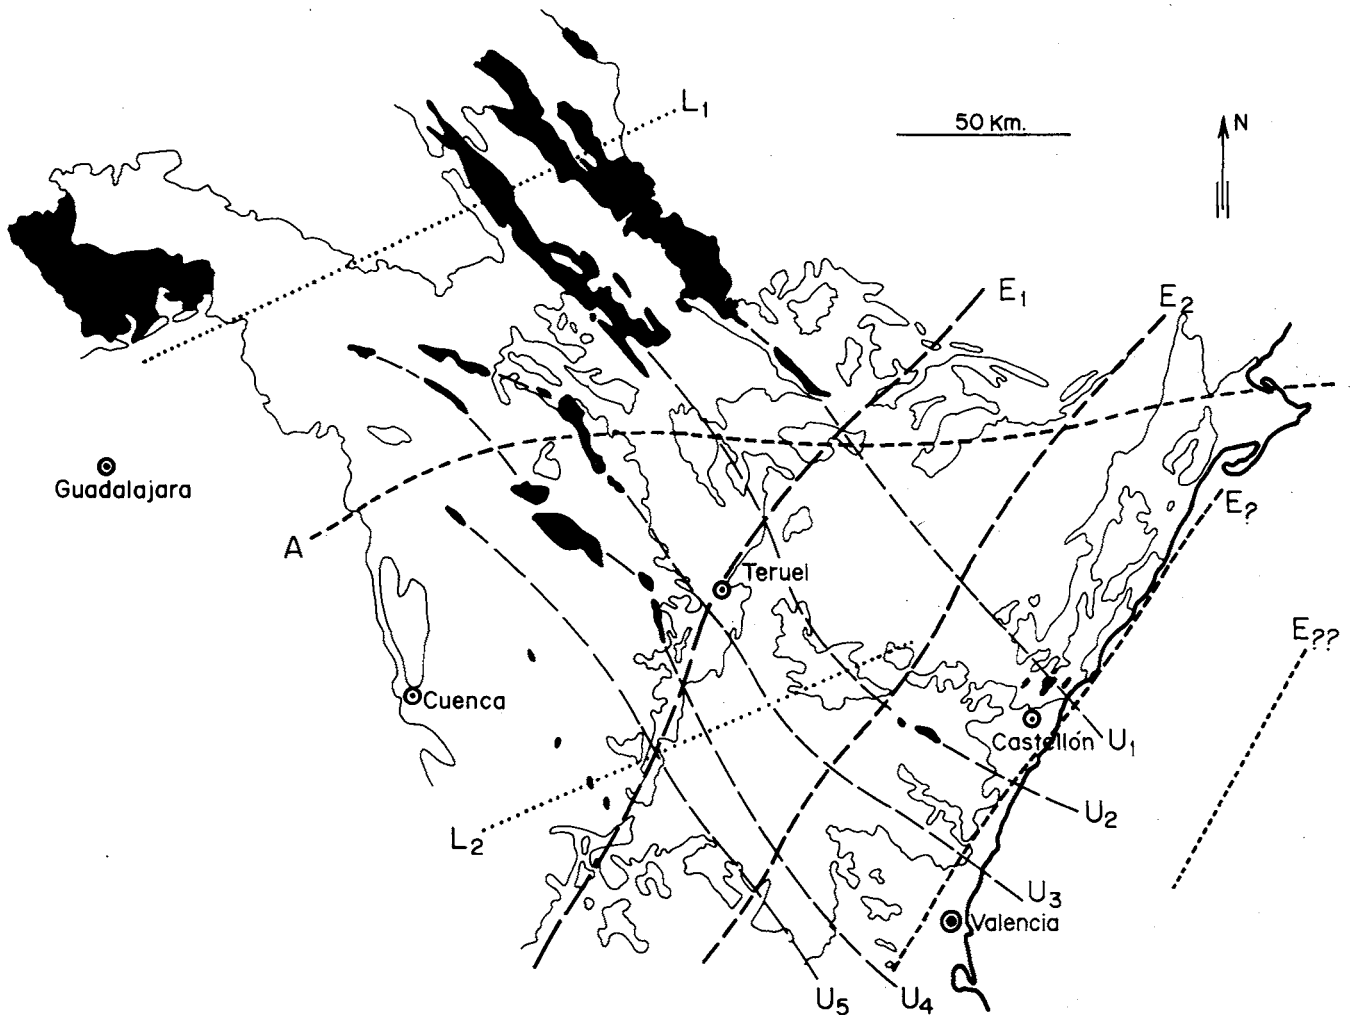 L1
50 Km.
N
E1
E2
Guadalajara
A
E?
Teruel
E??
Cuenca
Castellón
U1
U2
L2
U3
Valencia
U5
U4